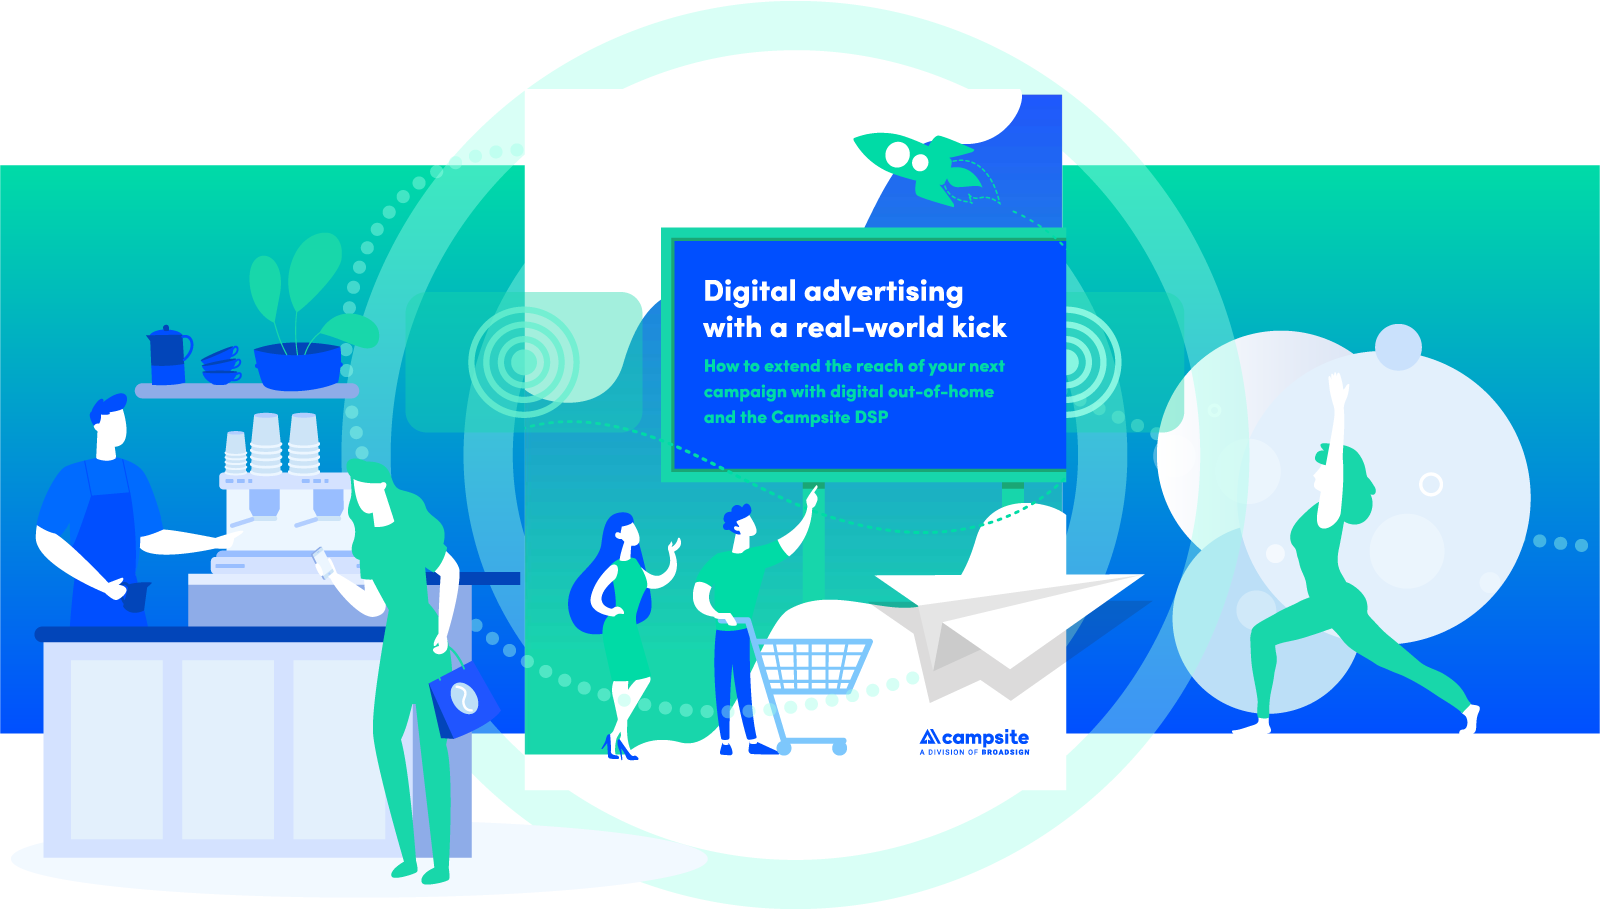 Digital advertising
with a real-world kick
How to extend the reach of your next
campaign with digital out-of-home
and the Campsite DSP
campsite
A DIVISION OF BROADSIGN